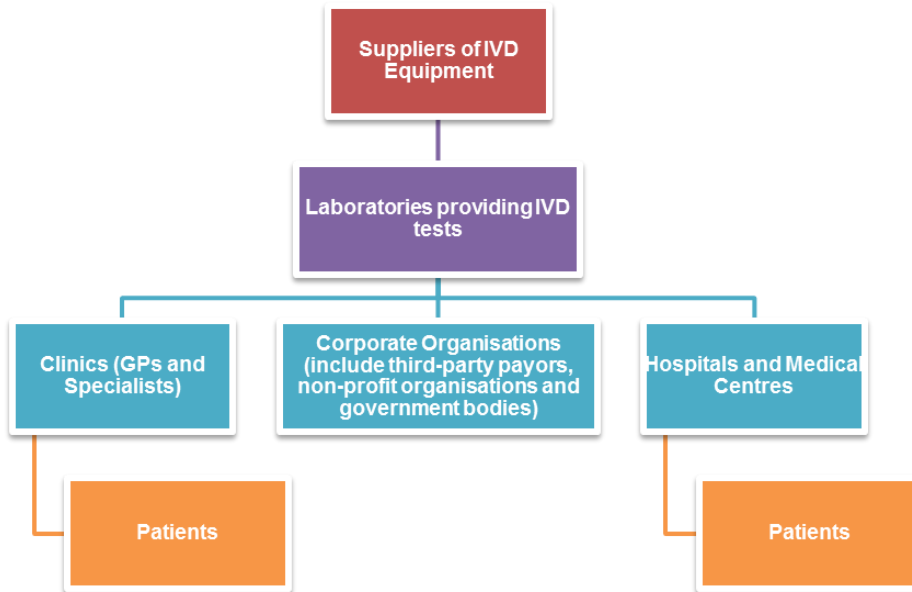 Suppliers of IVD
Equipment
Laboratories providing IVD
tests
Clinics (GPs and
Specialists)
Corporate Organisations
(include third-party payors,
non-profit organisations and
government bodies)
Hospitals and Medical
Centres
Patients
Patients